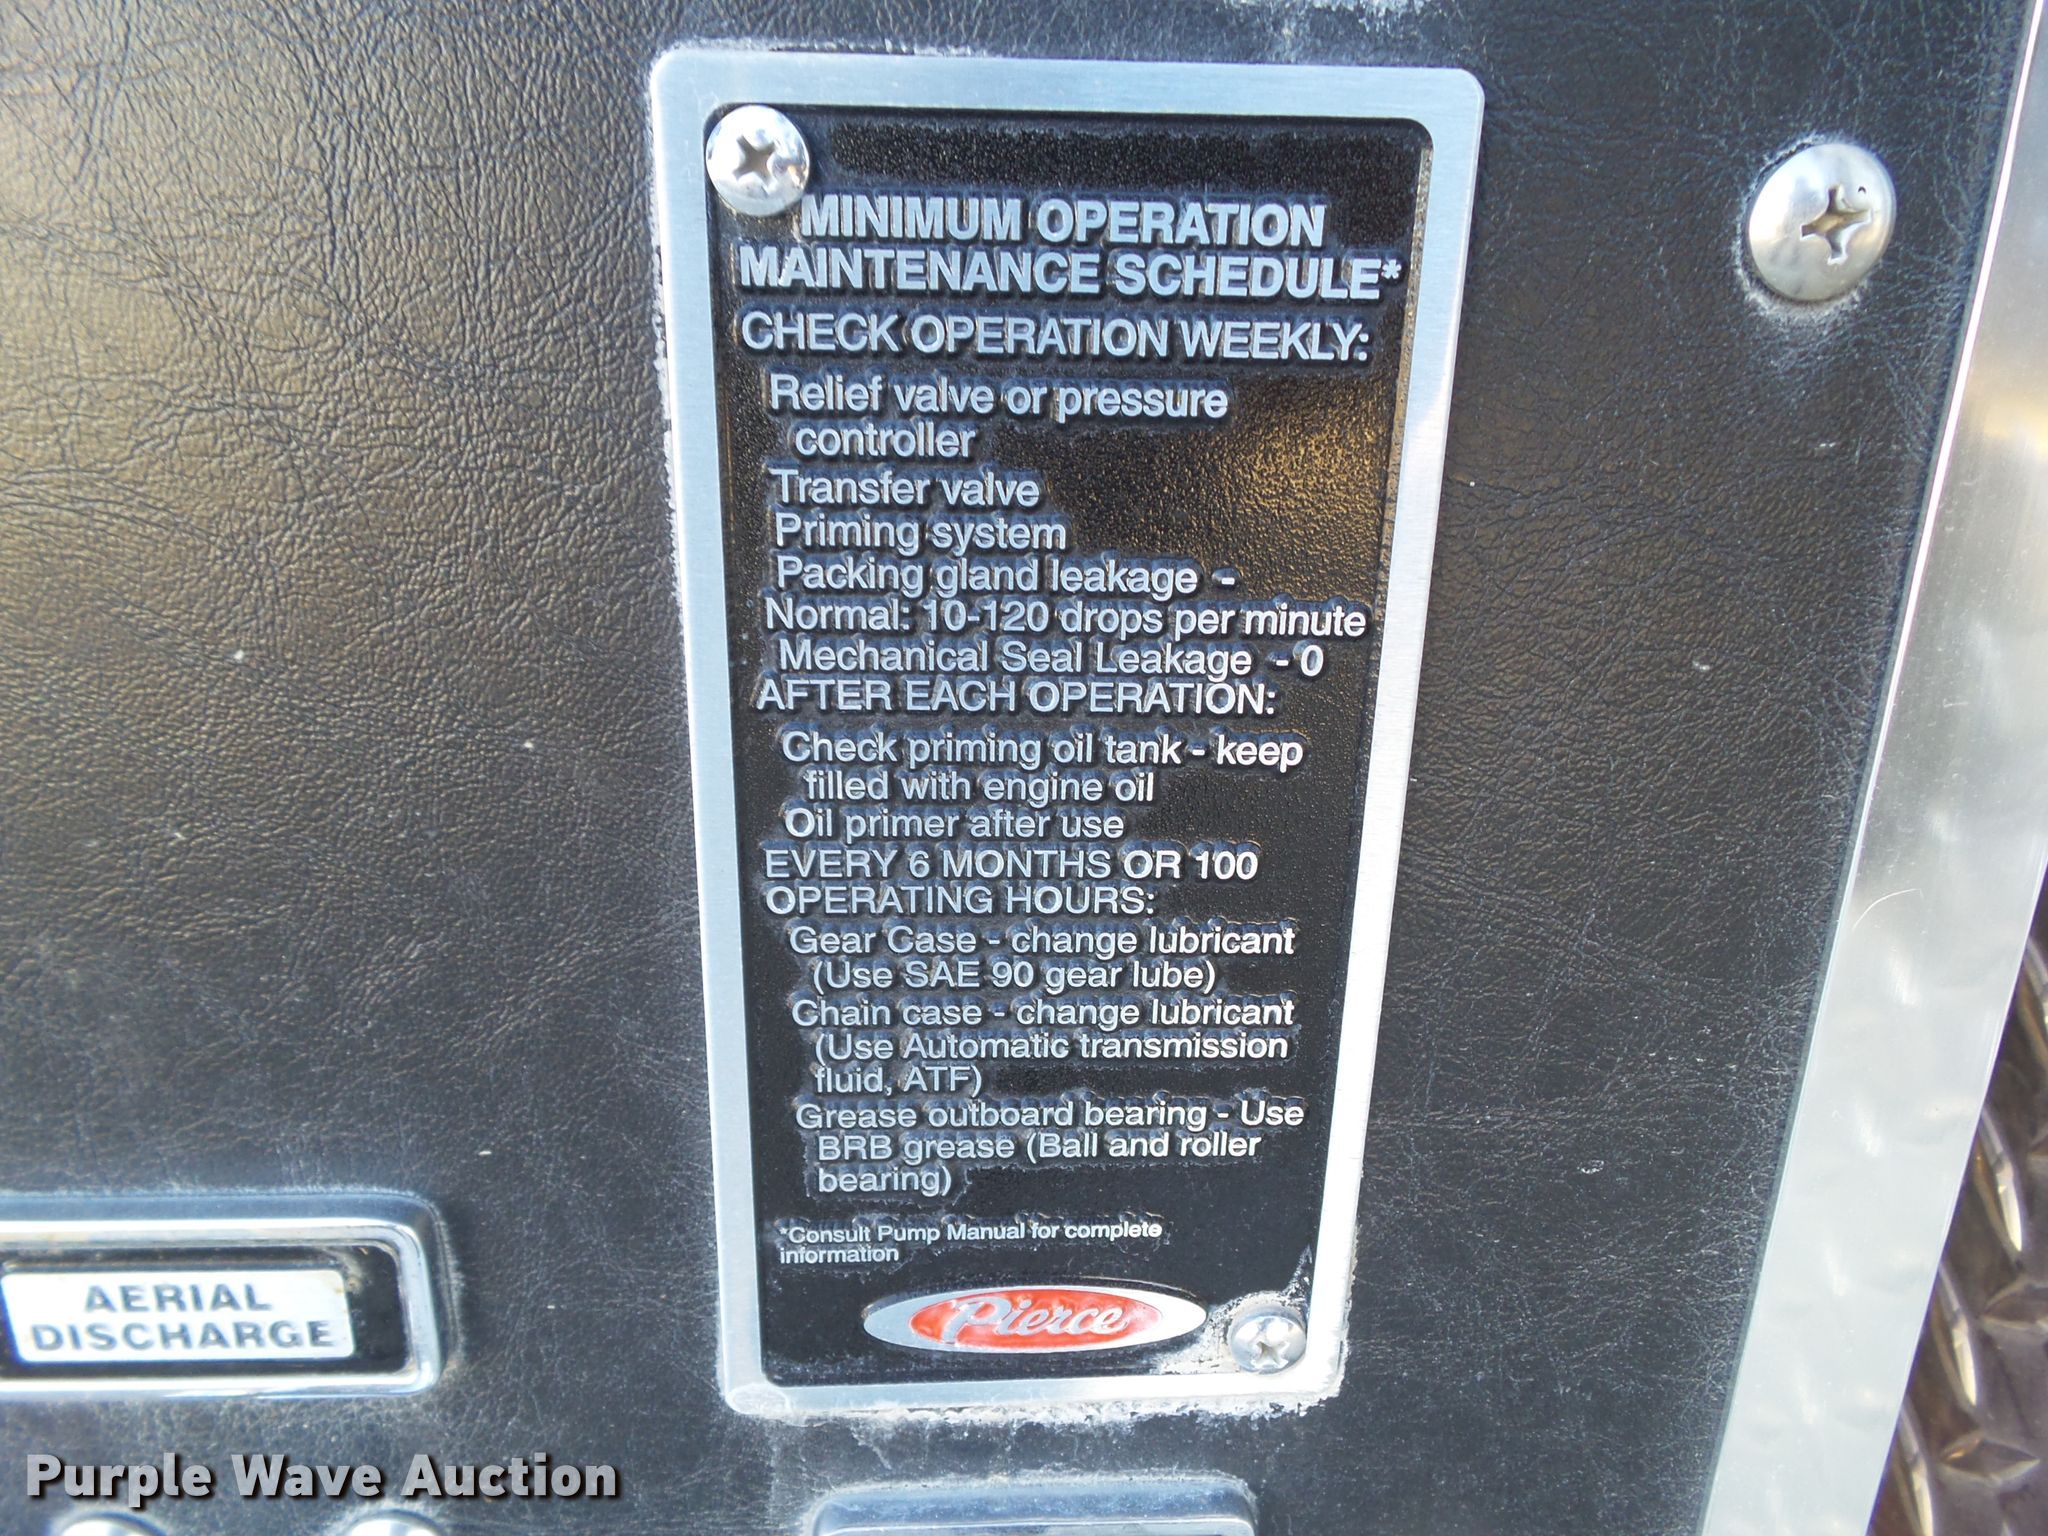 MINIMUM OPERATION
MAINTENANCE SCHEDULE*
CHECK OPERATION WEEKLY:
Relief valve or pressure
controller
Transfer valve
Priming system
Packing gland leakage -
Normal: 10-120 drops per minute
Mechanical Seal Leakage - 0
AFTER EACH OPERATION:
Check priming oil tank - keep
filled with engine oil
Oil primer after use
EVERY 6 MONTHS OR 100
OPERATING HOURS:
Gear Case - change lubricant
(Use SAE 90 gear lube)
Chain case - change lubricant
(Use Automatic transmission
fluid, ATF)
Grease outboard bearing - Use
BRB grease (Ball and roller
bearing)
*Consult Pump Manual for complete
information
Pierce
AERIAL
DISCHARGE
Purple Wave Auction